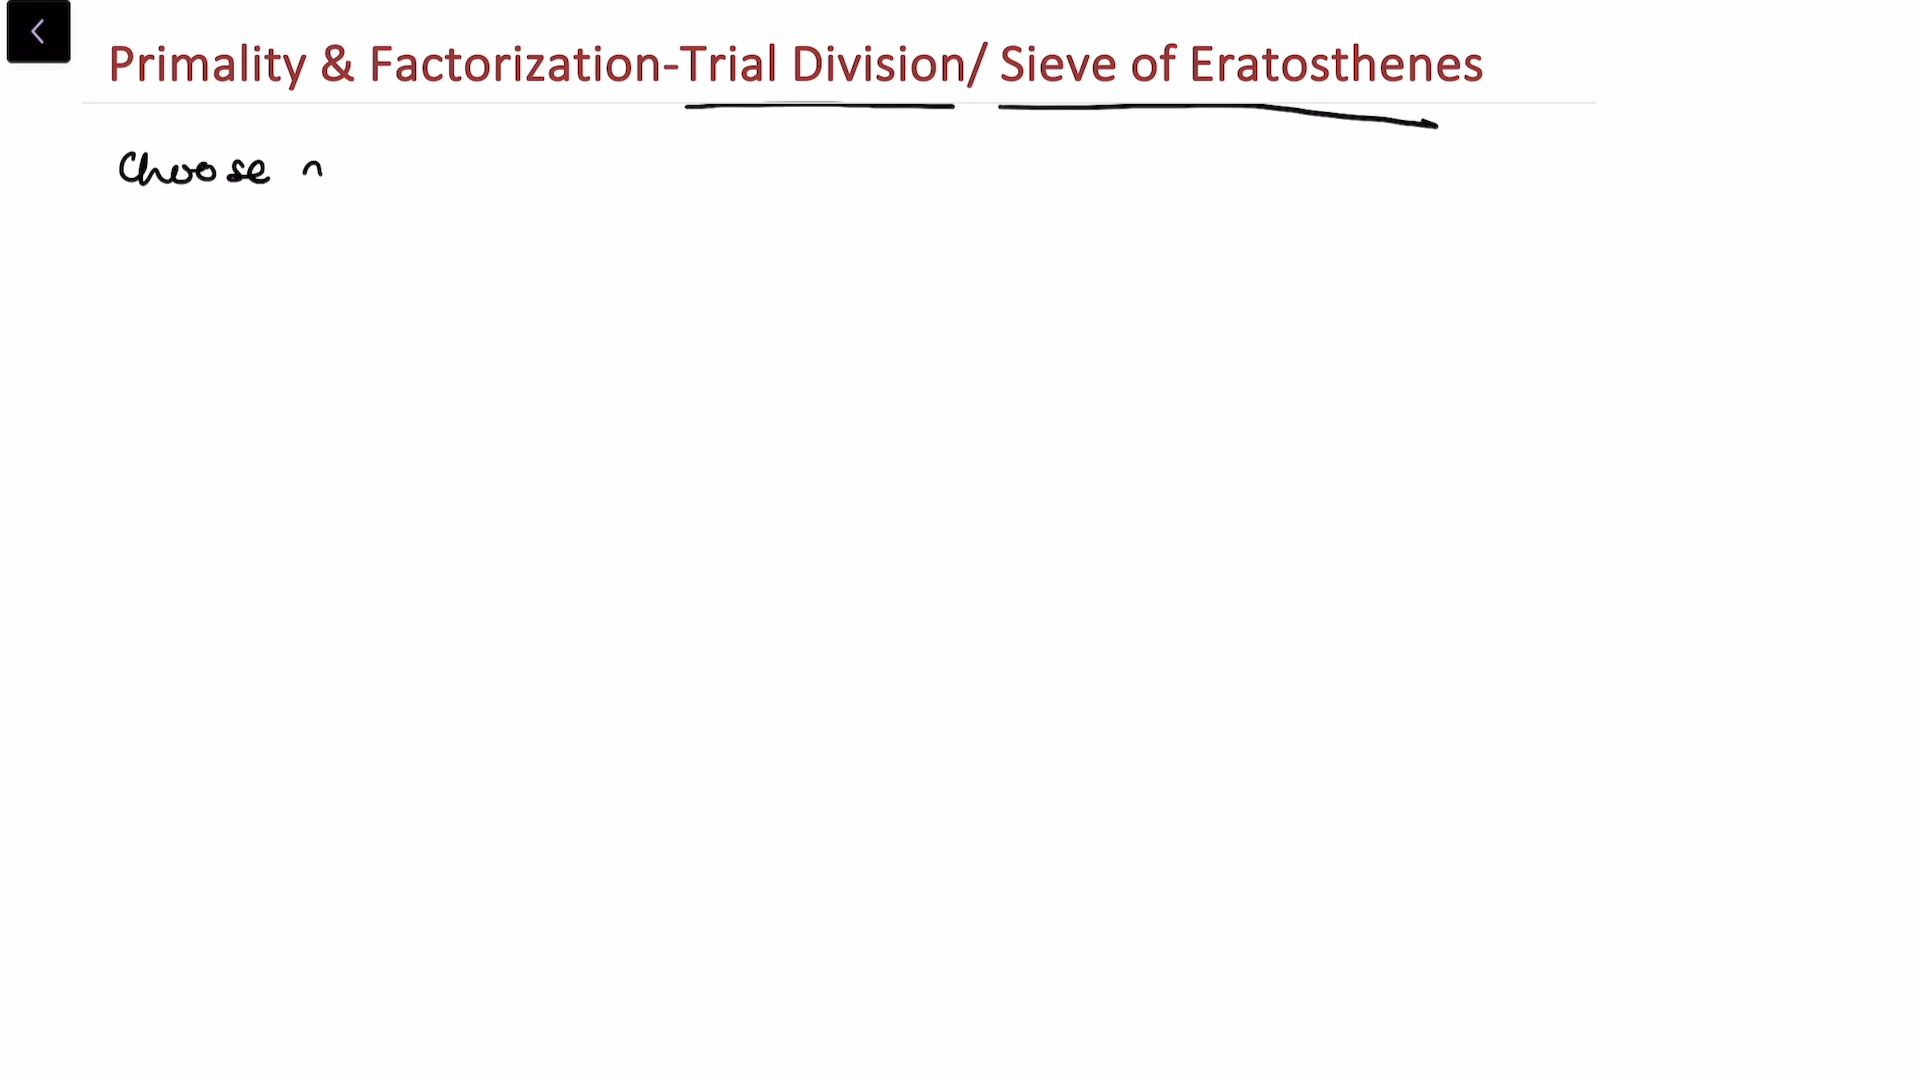 Primality & Factorization-Trial Division/ Sieve of Eratosthenes
Choose n